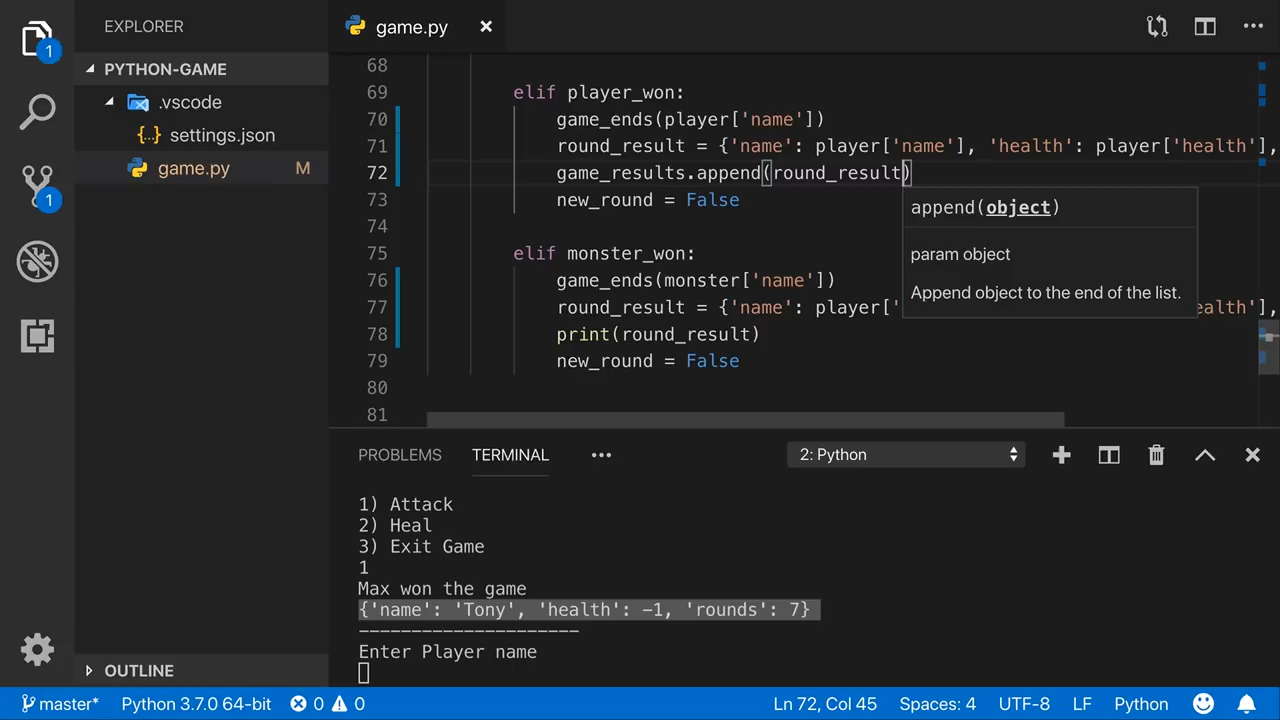 EXPLORER
game.py
1
PYTHON-GAME
.vscode
{..} settings.json
game.py M
1
68
69 elif player_won:
70 game_ends(player['name'])
71 round_result = {'name': player['name'], 'health': player['health'],
72 game_results.append(round_result)
73 new_round = False
append(object)
74
75 elif monster_won:
param object
76 game_ends(monster['name'])
Append object to the end of the list.
77 round_result = {'name': player[' ealth'],
78 print(round_result)
79 new_round = False
80
81
PROBLEMS TERMINAL ••• 2: Python
1) Attack
2) Heal
3) Exit Game
1
Max won the game
{'name': 'Tony', 'health': -1, 'rounds': 7}
---------------------
Enter Player name
OUTLINE
master* Python 3.7.0 64-bit 0 0 Ln 72, Col 45 Spaces: 4 UTF-8 LF Python